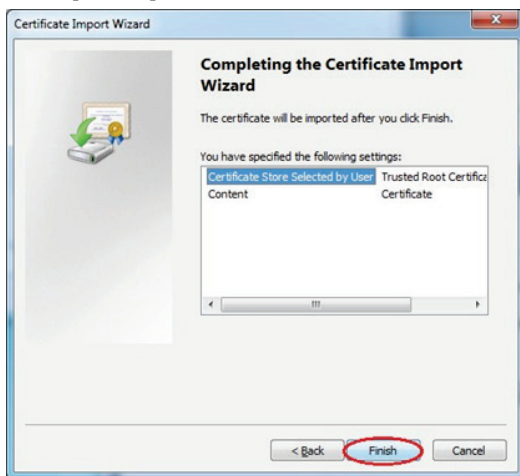 Certificate Import Wizard
Completing the Certificate Import
Wizard
The certificate will be imported after you click Finish.
You have specified the following settings:
Certificate Store Selected by User Trusted Root Certifica
Content Certificate
< Back Finish Cancel